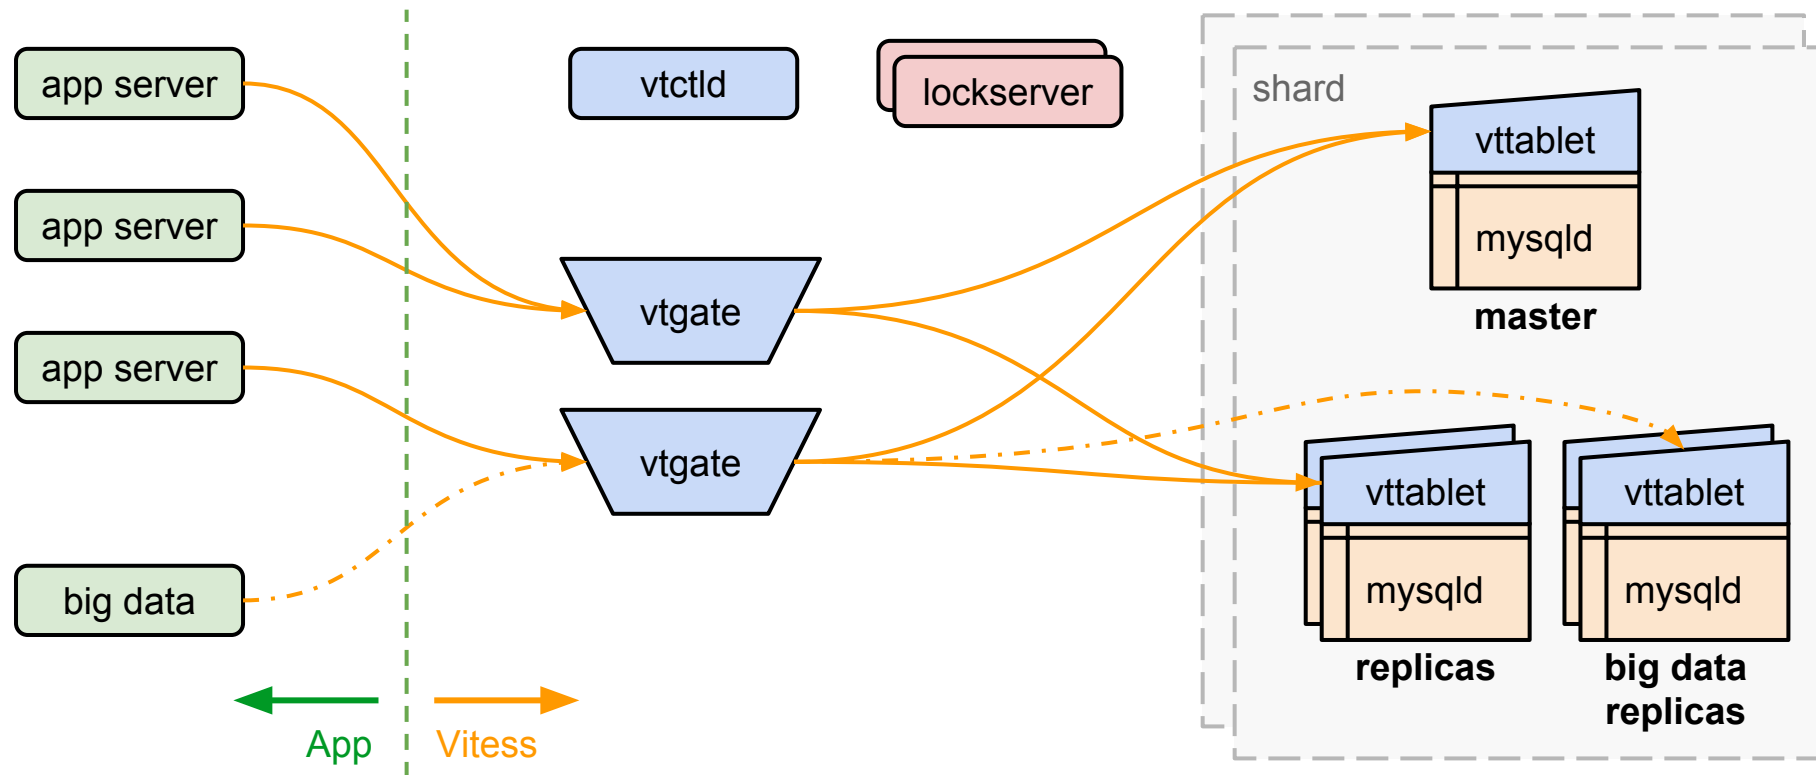 app server
app server
app server
big data
App
Vitess
vtctld
lockserver
vtgate
vtgate
shard
vttablet
mysqld
master
vttablet
mysqld
replicas
vttablet
mysqld
big data
replicas